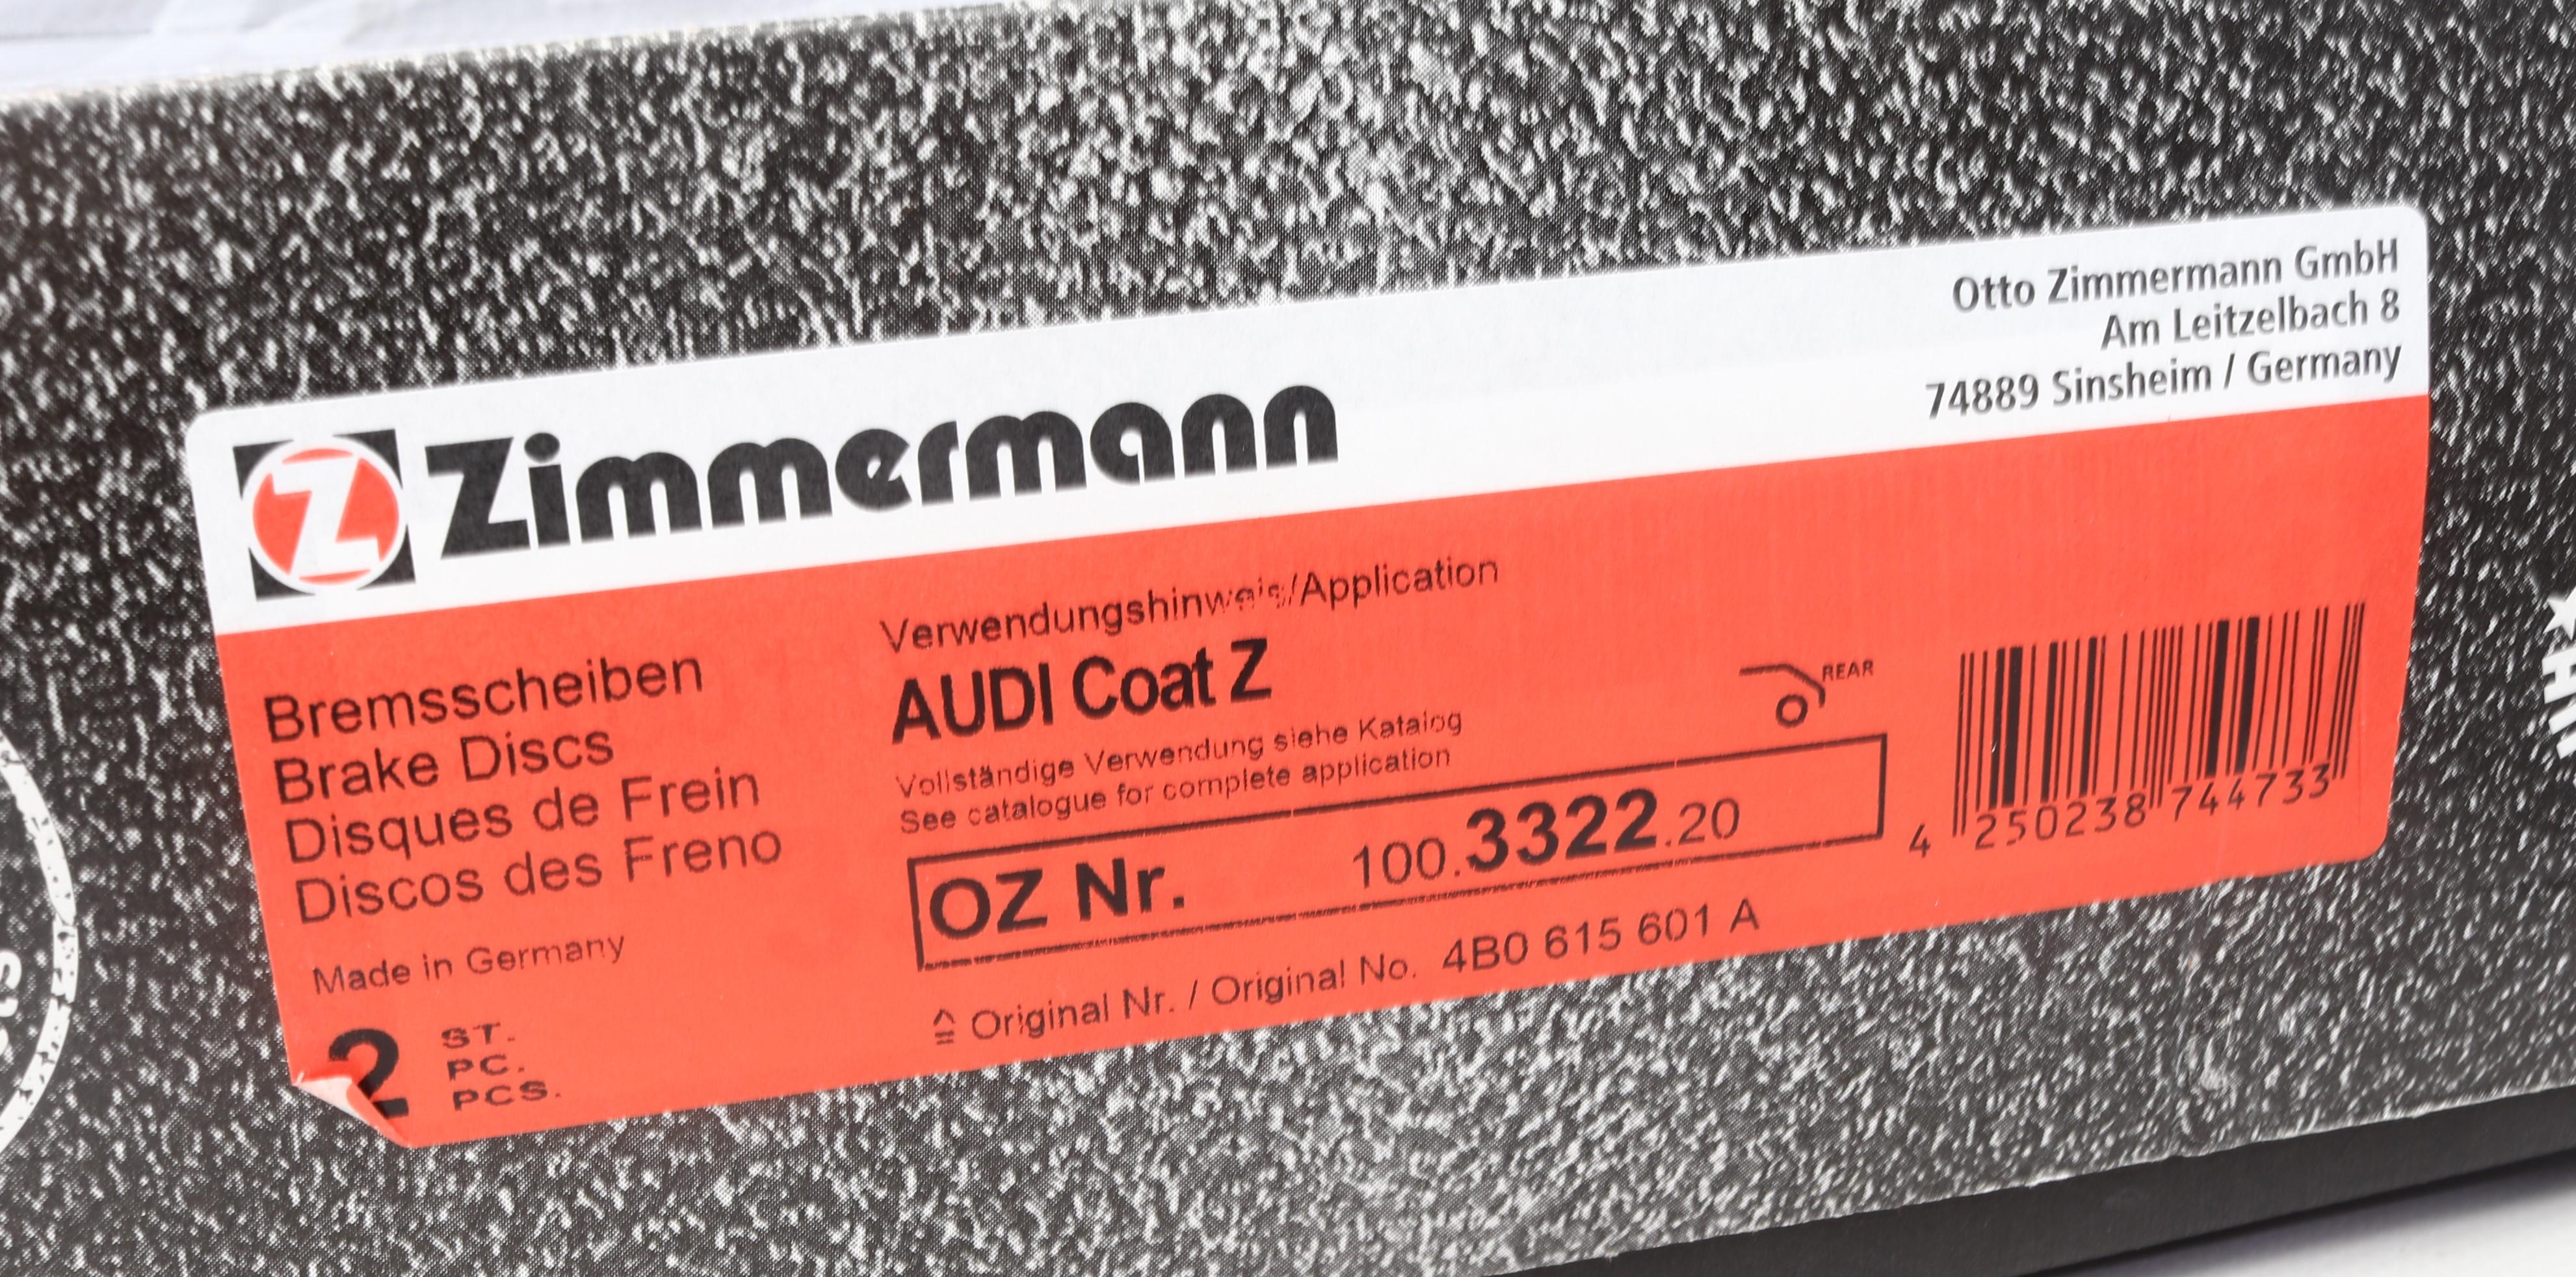 Zimmermann
Otto Zimmermann GmbH
Am Leitzelbach 8
74889 Sinsheim / Germany
Bremsscheiben
Brake Discs
Disques de Frein
Discos des Freno
Made in Germany
2 ST.
PC.
PCS.
Verwendungshinweis/Application
AUDI Coat Z
Vollständige Verwendung siehe Katalog
See catalogue for complete application
REAR
OZ Nr. 100.3322.20
≙ Original Nr. / Original No. 4B0 615 601 A
4 250238 744733